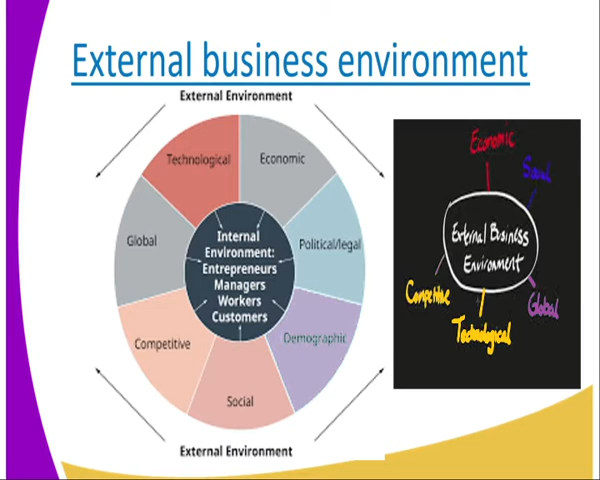 External business environment
External Environment
Technological
Economic
Global
Political/legal
Internal
Environment:
Entrepreneurs
Managers
Workers
Customers
Competitive
Demographic
Social
External Environment
Economic
Social
External Business
Environment
Competitive
Global
Technological